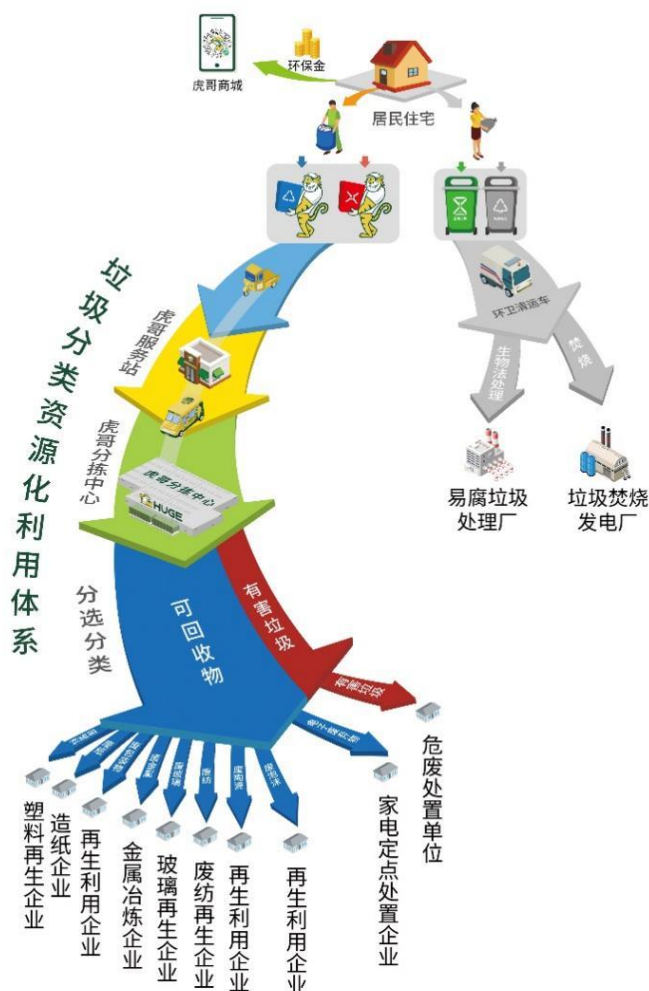 环保金
虎哥商城
居民住宅
垃圾分类资源化利用体系
虎哥服务站
虎哥分拣中心
虎哥分拣中心
HUGE
分选分类
可回收物
有害垃圾
有害垃圾
环卫清运车
生物法处理
焚烧
易腐垃圾
处理厂
垃圾焚烧
发电厂
塑料再生企业
造纸企业
再生利用企业
金属冶炼企业
玻璃再生企业
废纺再生企业
再生利用企业
再生利用企业
家电定点处置企业
危废处置单位